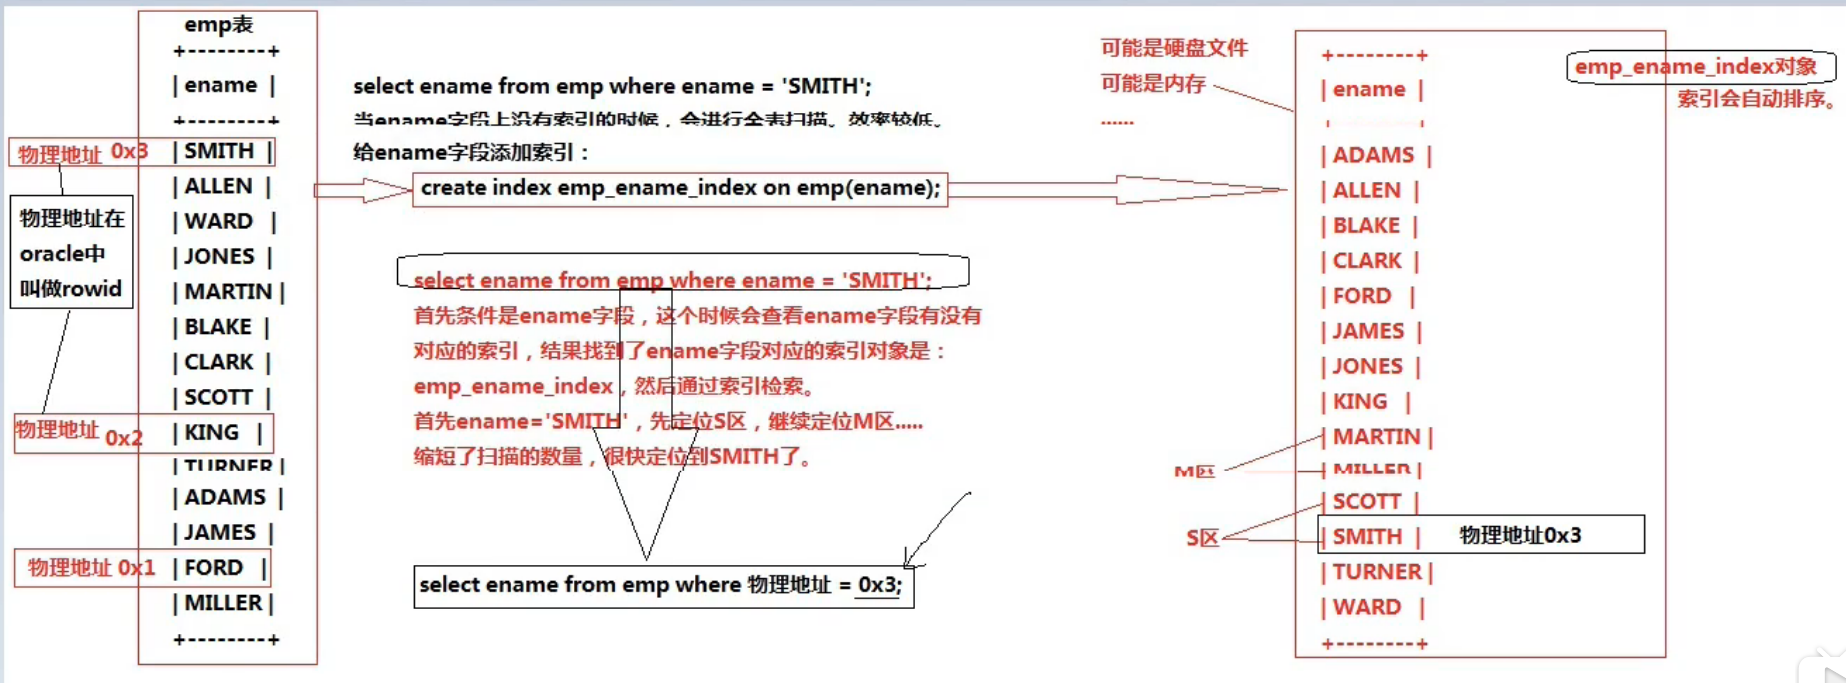 emp表
+--------+
| ename |
+--------+
物理地址 0x3 | SMITH |
| ALLEN |
| WARD |
| JONES |
| MARTIN |
| BLAKE |
| CLARK |
| SCOTT |
物理地址 0x2 | KING |
| TURNER |
| ADAMS |
| JAMES |
物理地址 0x1 | FORD |
| MILLER |
+--------+
物理地址在
oracle中
叫做rowid
select ename from emp where ename = 'SMITH';
当ename字段上没有索引的时候，会进行全表扫描。效率较低。
给ename字段添加索引：
create index emp_ename_index on emp(ename);
select ename from emp where ename = 'SMITH';
首先条件是ename字段，这个时候会查看ename字段有没有
对应的索引，结果找到了ename字段对应的索引对象是：
emp_ename_index，然后通过索引检索。
首先ename='SMITH'，先定位S区，继续定位M区.....
缩短了扫描的数量，很快定位到SMITH了。
select ename from emp where 物理地址 = 0x3;
可能是硬盘文件
可能是内存
......
emp_ename_index对象
索引会自动排序。
+--------+
| ename |
| ADAMS |
| ALLEN |
| BLAKE |
| CLARK |
| FORD |
| JAMES |
| JONES |
| KING |
| MARTIN |
M区 | MILLER |
| SCOTT |
S区 | SMITH | 物理地址0x3
| TURNER |
| WARD |
+--------+